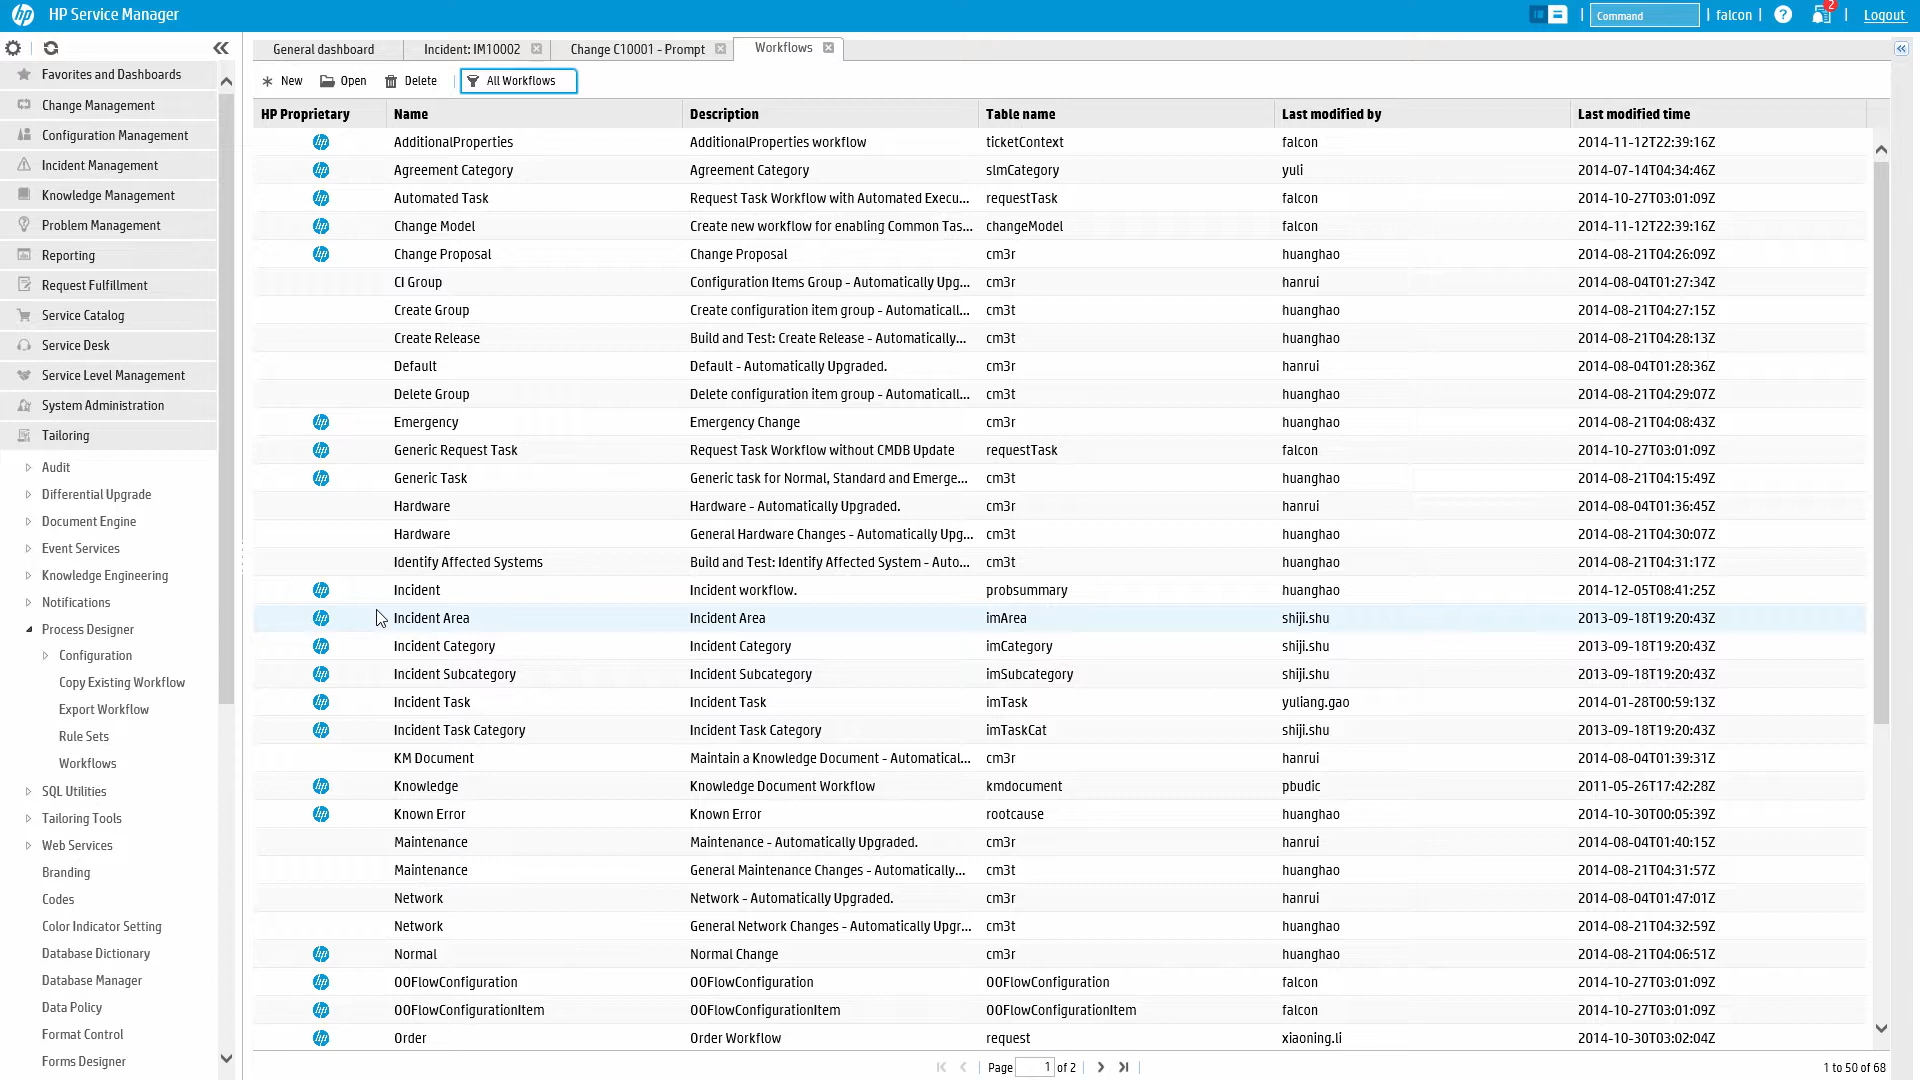 hp HP Service Manager Command falcon ? 2 Logout
General dashboard Incident: IM10002 Change C10001 - Prompt Workflows
New Open Delete All Workflows
Favorites and Dashboards
Change Management
Configuration Management
Incident Management
Knowledge Management
Problem Management
Reporting
Request Fulfillment
Service Catalog
Service Desk
Service Level Management
System Administration
Tailoring
Audit
Differential Upgrade
Document Engine
Event Services
Knowledge Engineering
Notifications
Process Designer
Configuration
Copy Existing Workflow
Export Workflow
Rule Sets
Workflows
SQL Utilities
Tailoring Tools
Web Services
Branding
Codes
Color Indicator Setting
Database Dictionary
Database Manager
Data Policy
Format Control
Forms Designer
HP Proprietary Name Description Table name Last modified by Last modified time
hp AdditionalProperties AdditionalProperties workflow ticketContext falcon 2014-11-12T22:39:16Z
hp Agreement Category Agreement Category slmCategory yuli 2014-07-14T04:34:46Z
hp Automated Task Request Task Workflow with Automated Execu... requestTask falcon 2014-10-27T03:01:09Z
hp Change Model Create new workflow for enabling Common Tas... changeModel falcon 2014-11-12T22:39:16Z
hp Change Proposal Change Proposal cm3r huanghao 2014-08-21T04:26:09Z
CI Group Configuration Items Group - Automatically Upg... cm3r hanrui 2014-08-04T01:27:34Z
Create Group Create configuration item group - Automaticall... cm3t huanghao 2014-08-21T04:27:15Z
Create Release Build and Test: Create Release - Automatically... cm3t huanghao 2014-08-21T04:28:13Z
Default Default - Automatically Upgraded. cm3r hanrui 2014-08-04T01:28:36Z
Delete Group Delete configuration item group - Automaticall... cm3t huanghao 2014-08-21T04:29:07Z
hp Emergency Emergency Change cm3r huanghao 2014-08-21T04:08:43Z
hp Generic Request Task Request Task Workflow without CMDB Update requestTask falcon 2014-10-27T03:01:09Z
hp Generic Task Generic task for Normal, Standard and Emerge... cm3t huanghao 2014-08-21T04:15:49Z
Hardware Hardware - Automatically Upgraded. cm3r hanrui 2014-08-04T01:36:45Z
Hardware General Hardware Changes - Automatically Upg... cm3t huanghao 2014-08-21T04:30:07Z
Identify Affected Systems Build and Test: Identify Affected System - Auto... cm3t huanghao 2014-08-21T04:31:17Z
hp Incident Incident workflow. probsummary huanghao 2014-12-05T08:41:25Z
hp Incident Area Incident Area imArea shiji.shu 2013-09-18T19:20:43Z
hp Incident Category Incident Category imCategory shiji.shu 2013-09-18T19:20:43Z
hp Incident Subcategory Incident Subcategory imSubcategory shiji.shu 2013-09-18T19:20:43Z
hp Incident Task Incident Task imTask yuliang.gao 2014-01-28T00:59:13Z
hp Incident Task Category Incident Task Category imTaskCat shiji.shu 2013-09-18T19:20:43Z
KM Document Maintain a Knowledge Document - Automatical... cm3r hanrui 2014-08-04T01:39:31Z
hp Knowledge Knowledge Document Workflow kmdocument pbudic 2011-05-26T17:42:28Z
hp Known Error Known Error rootcause huanghao 2014-10-30T00:05:39Z
Maintenance Maintenance - Automatically Upgraded. cm3r hanrui 2014-08-04T01:40:15Z
Maintenance General Maintenance Changes - Automatically... cm3t huanghao 2014-08-21T04:31:57Z
Network Network - Automatically Upgraded. cm3r hanrui 2014-08-04T01:47:01Z
Network General Network Changes - Automatically Upgr... cm3t huanghao 2014-08-21T04:32:59Z
hp Normal Normal Change cm3r huanghao 2014-08-21T04:06:51Z
hp OOFlowConfiguration OOFlowConfiguration OOFlowConfiguration falcon 2014-10-27T03:01:09Z
hp OOFlowConfigurationItem OOFlowConfigurationItem OOFlowConfigurationItem falcon 2014-10-27T03:01:09Z
hp Order Order Workflow request xiaoning.li 2014-10-30T03:02:04Z
Page 1 of 2 1 to 50 of 68